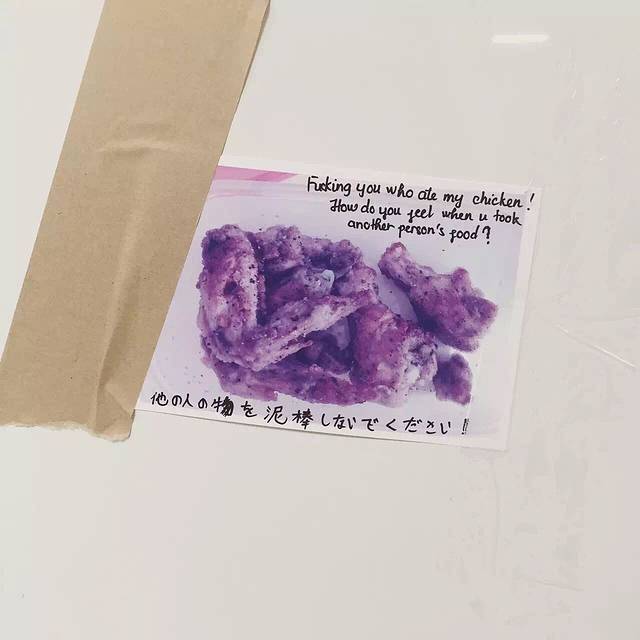 Fucking you who ate my chicken!
How do you feel when u took
another person's food?
他の人の物を泥棒しないでください!!